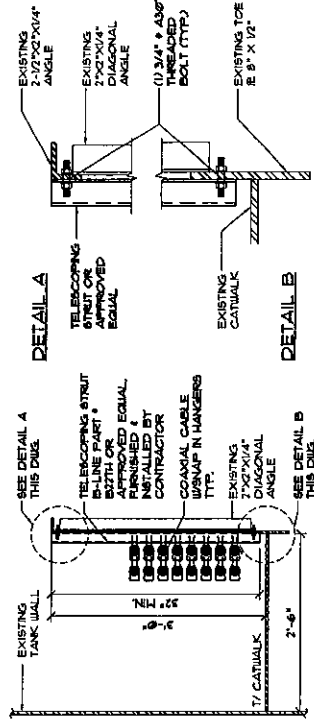 EXISTING
TANK WALL
SEE DETAIL A
THIS DWG.
TELESCOPING STRUT
B-LINE PART #
B22TH OR
APPROVED EQUAL,
FURNISHED &
INSTALLED BY
CONTRACTOR
COAXIAL CABLE
W/SNAP IN HANGERS
TYP.
EXISTING
2"X2"X1/4"
DIAGONAL
ANGLE
SEE DETAIL B
THIS DWG.
32" MIN.
T/ CATWALK
2'-6"
DETAIL A
TELESCOPING
STRUT OR
APPROVED
EQUAL
EXISTING
2-1/2"X2"X1/4"
ANGLE
EXISTING
2"X2"X1/4"
DIAGONAL
ANGLE
(1) 3/4" ϕ A36
THREADED
BOLT (TYP.)
EXISTING TOE
PL 8" X 1/2"
EXISTING
CATWALK
DETAIL B